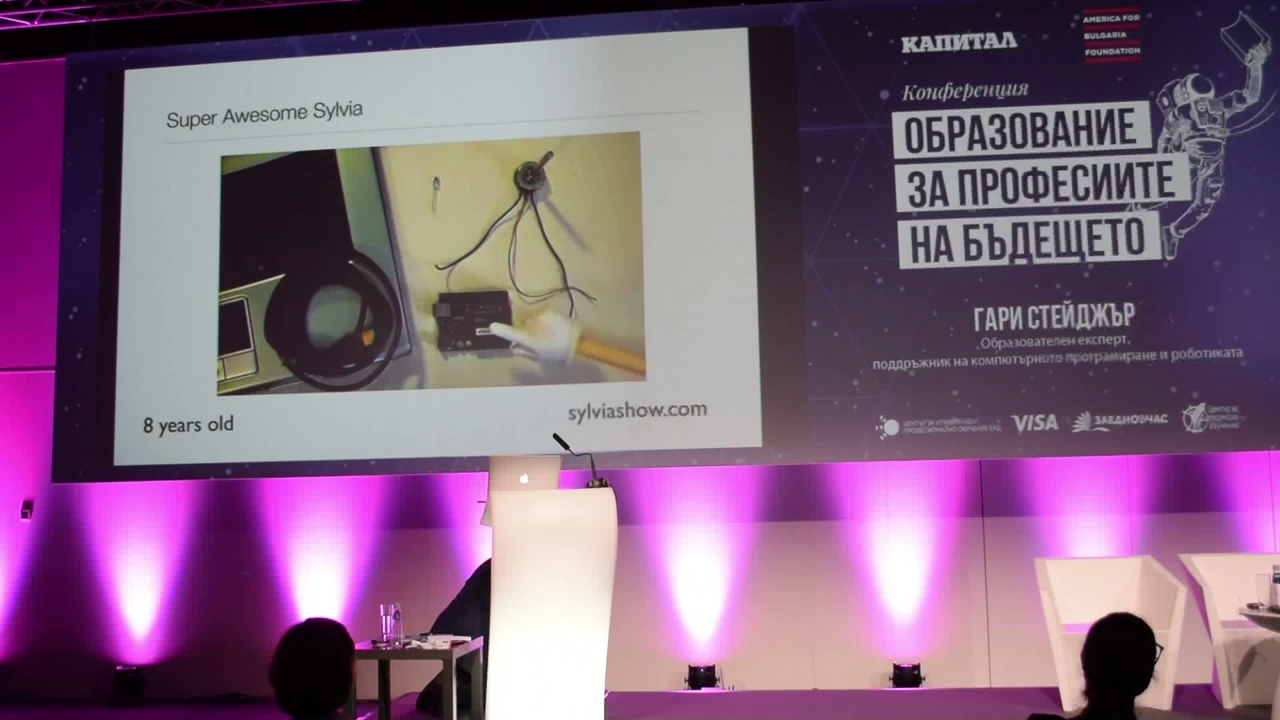 Super Awesome Sylvia
8 years old
sylviashow.com
КАПИТАЛ
AMERICA FOR
BULGARIA
FOUNDATION
Конференция
ОБРАЗОВАНИЕ
ЗА ПРОФЕСИИТЕ
НА БЪДЕЩЕТО
ГАРИ СТЕЙДЖЪР
Образователен експерт,
поддръжник на компютърното програмиране и роботиката
VISA
ЗАЕДНОВЧАС